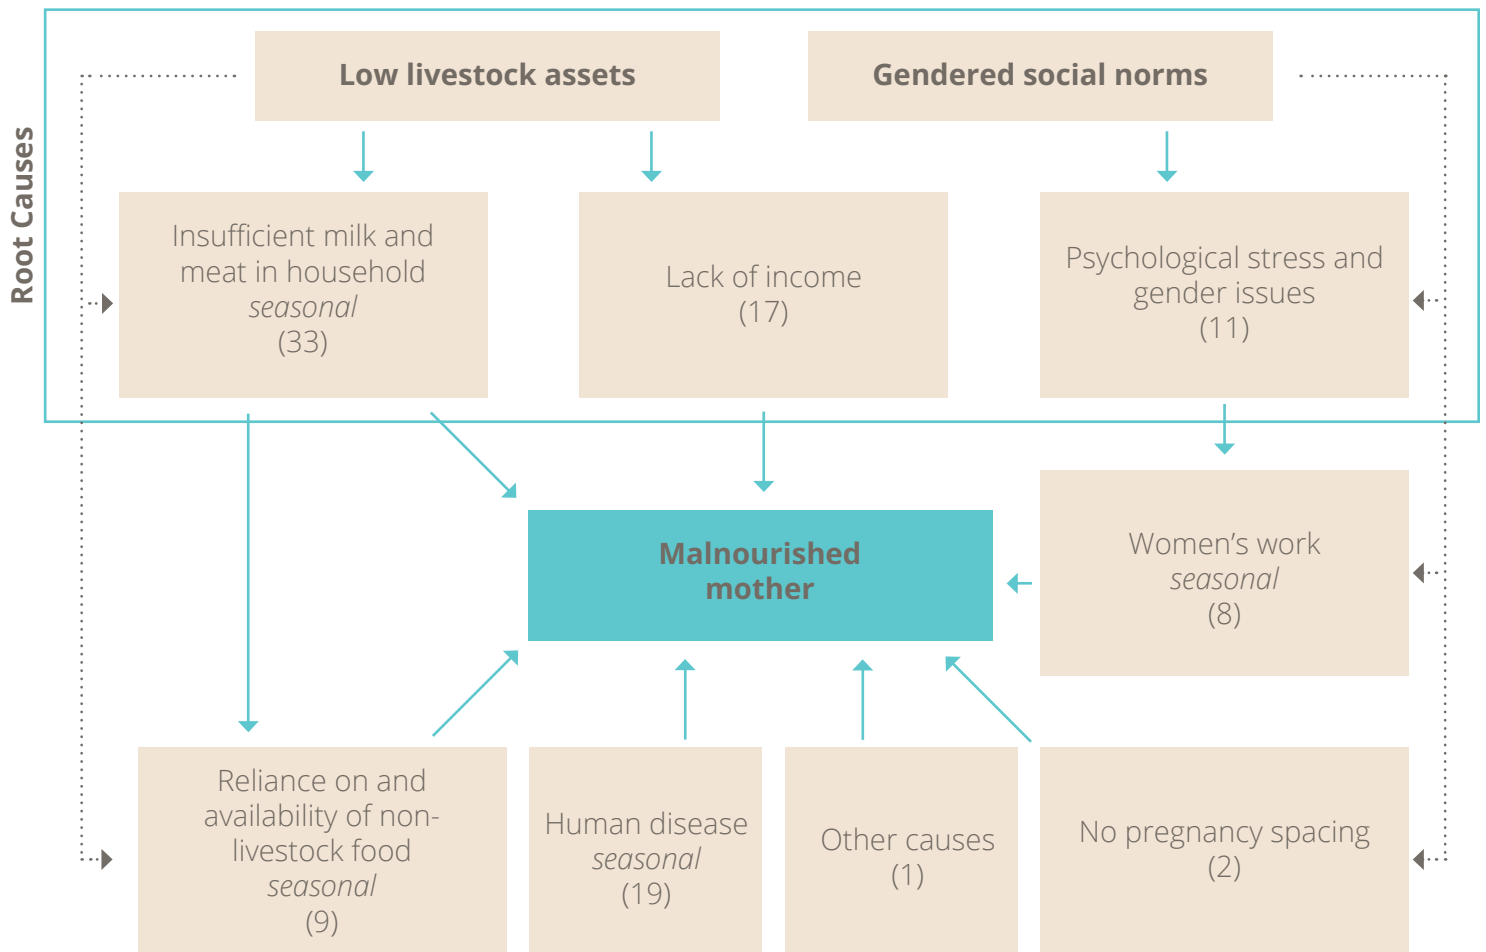 Root Causes
Low livestock assets
Gendered social norms
Insufficient milk and
meat in household
seasonal
(33)
Lack of income
(17)
Psychological stress and
gender issues
(11)
Malnourished
mother
Women’s work
seasonal
(8)
Reliance on and
availability of non-
livestock food
seasonal
(9)
Human disease
seasonal
(19)
Other causes
(1)
No pregnancy spacing
(2)